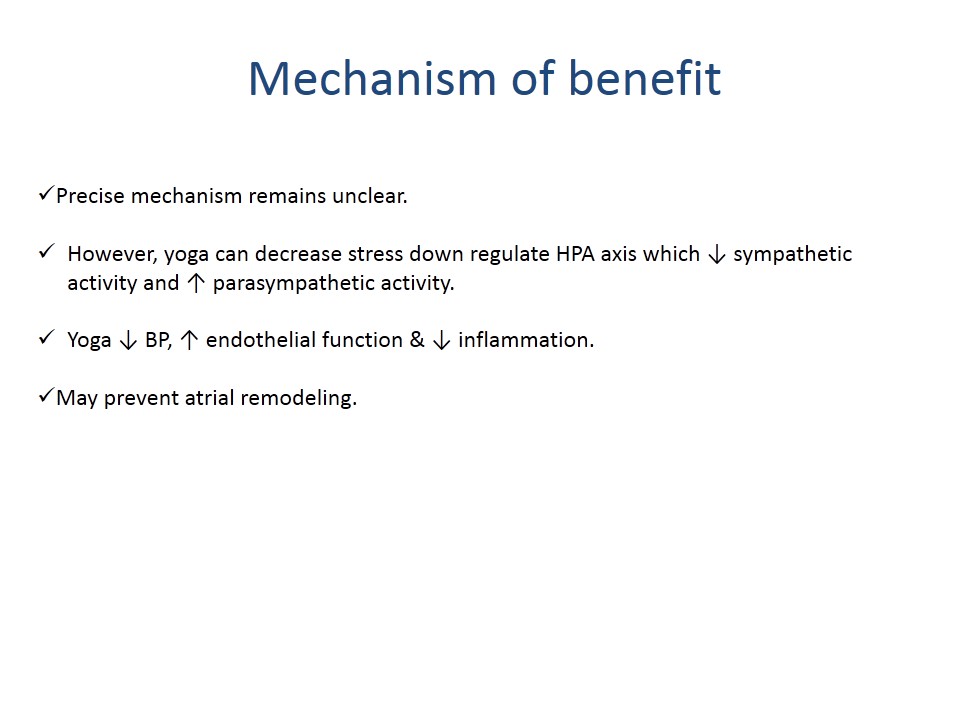 Mechanism of benefit
✓Precise mechanism remains unclear.
✓ However, yoga can decrease stress down regulate HPA axis which ↓ sympathetic
activity and ↑ parasympathetic activity.
✓ Yoga ↓ BP, ↑ endothelial function & ↓ inflammation.
✓May prevent atrial remodeling.